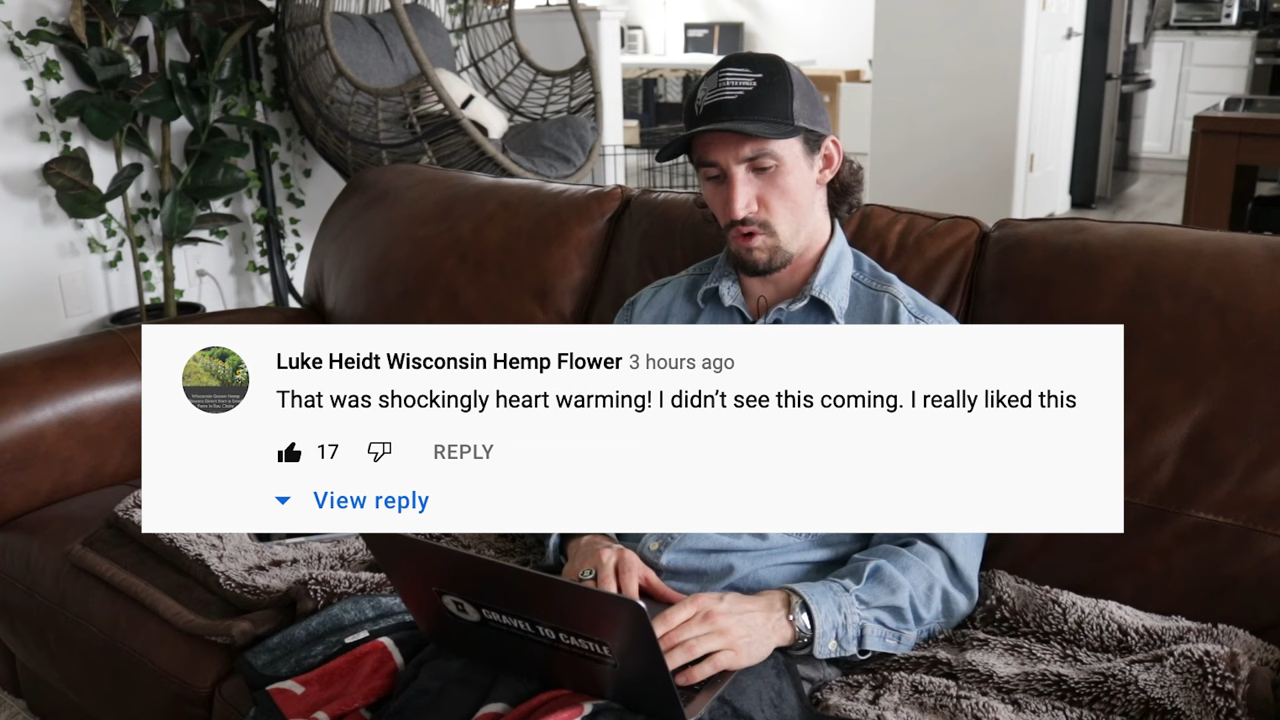 Luke Heidt Wisconsin Hemp Flower 3 hours ago
That was shockingly heart warming! I didn’t see this coming. I really liked this
17
REPLY
View reply
GRAVEL TO CASTLE